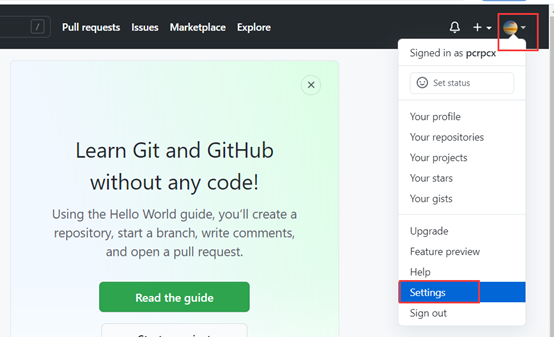 / Pull requests Issues Marketplace Explore
Signed in as pcrpcx
Set status
Your profile
Your repositories
Your projects
Your stars
Your gists
Upgrade
Feature preview
Help
Settings
Sign out
Learn Git and GitHub
without any code!
Using the Hello World guide, you’ll create a
repository, start a branch, write comments,
and open a pull request.
Read the guide